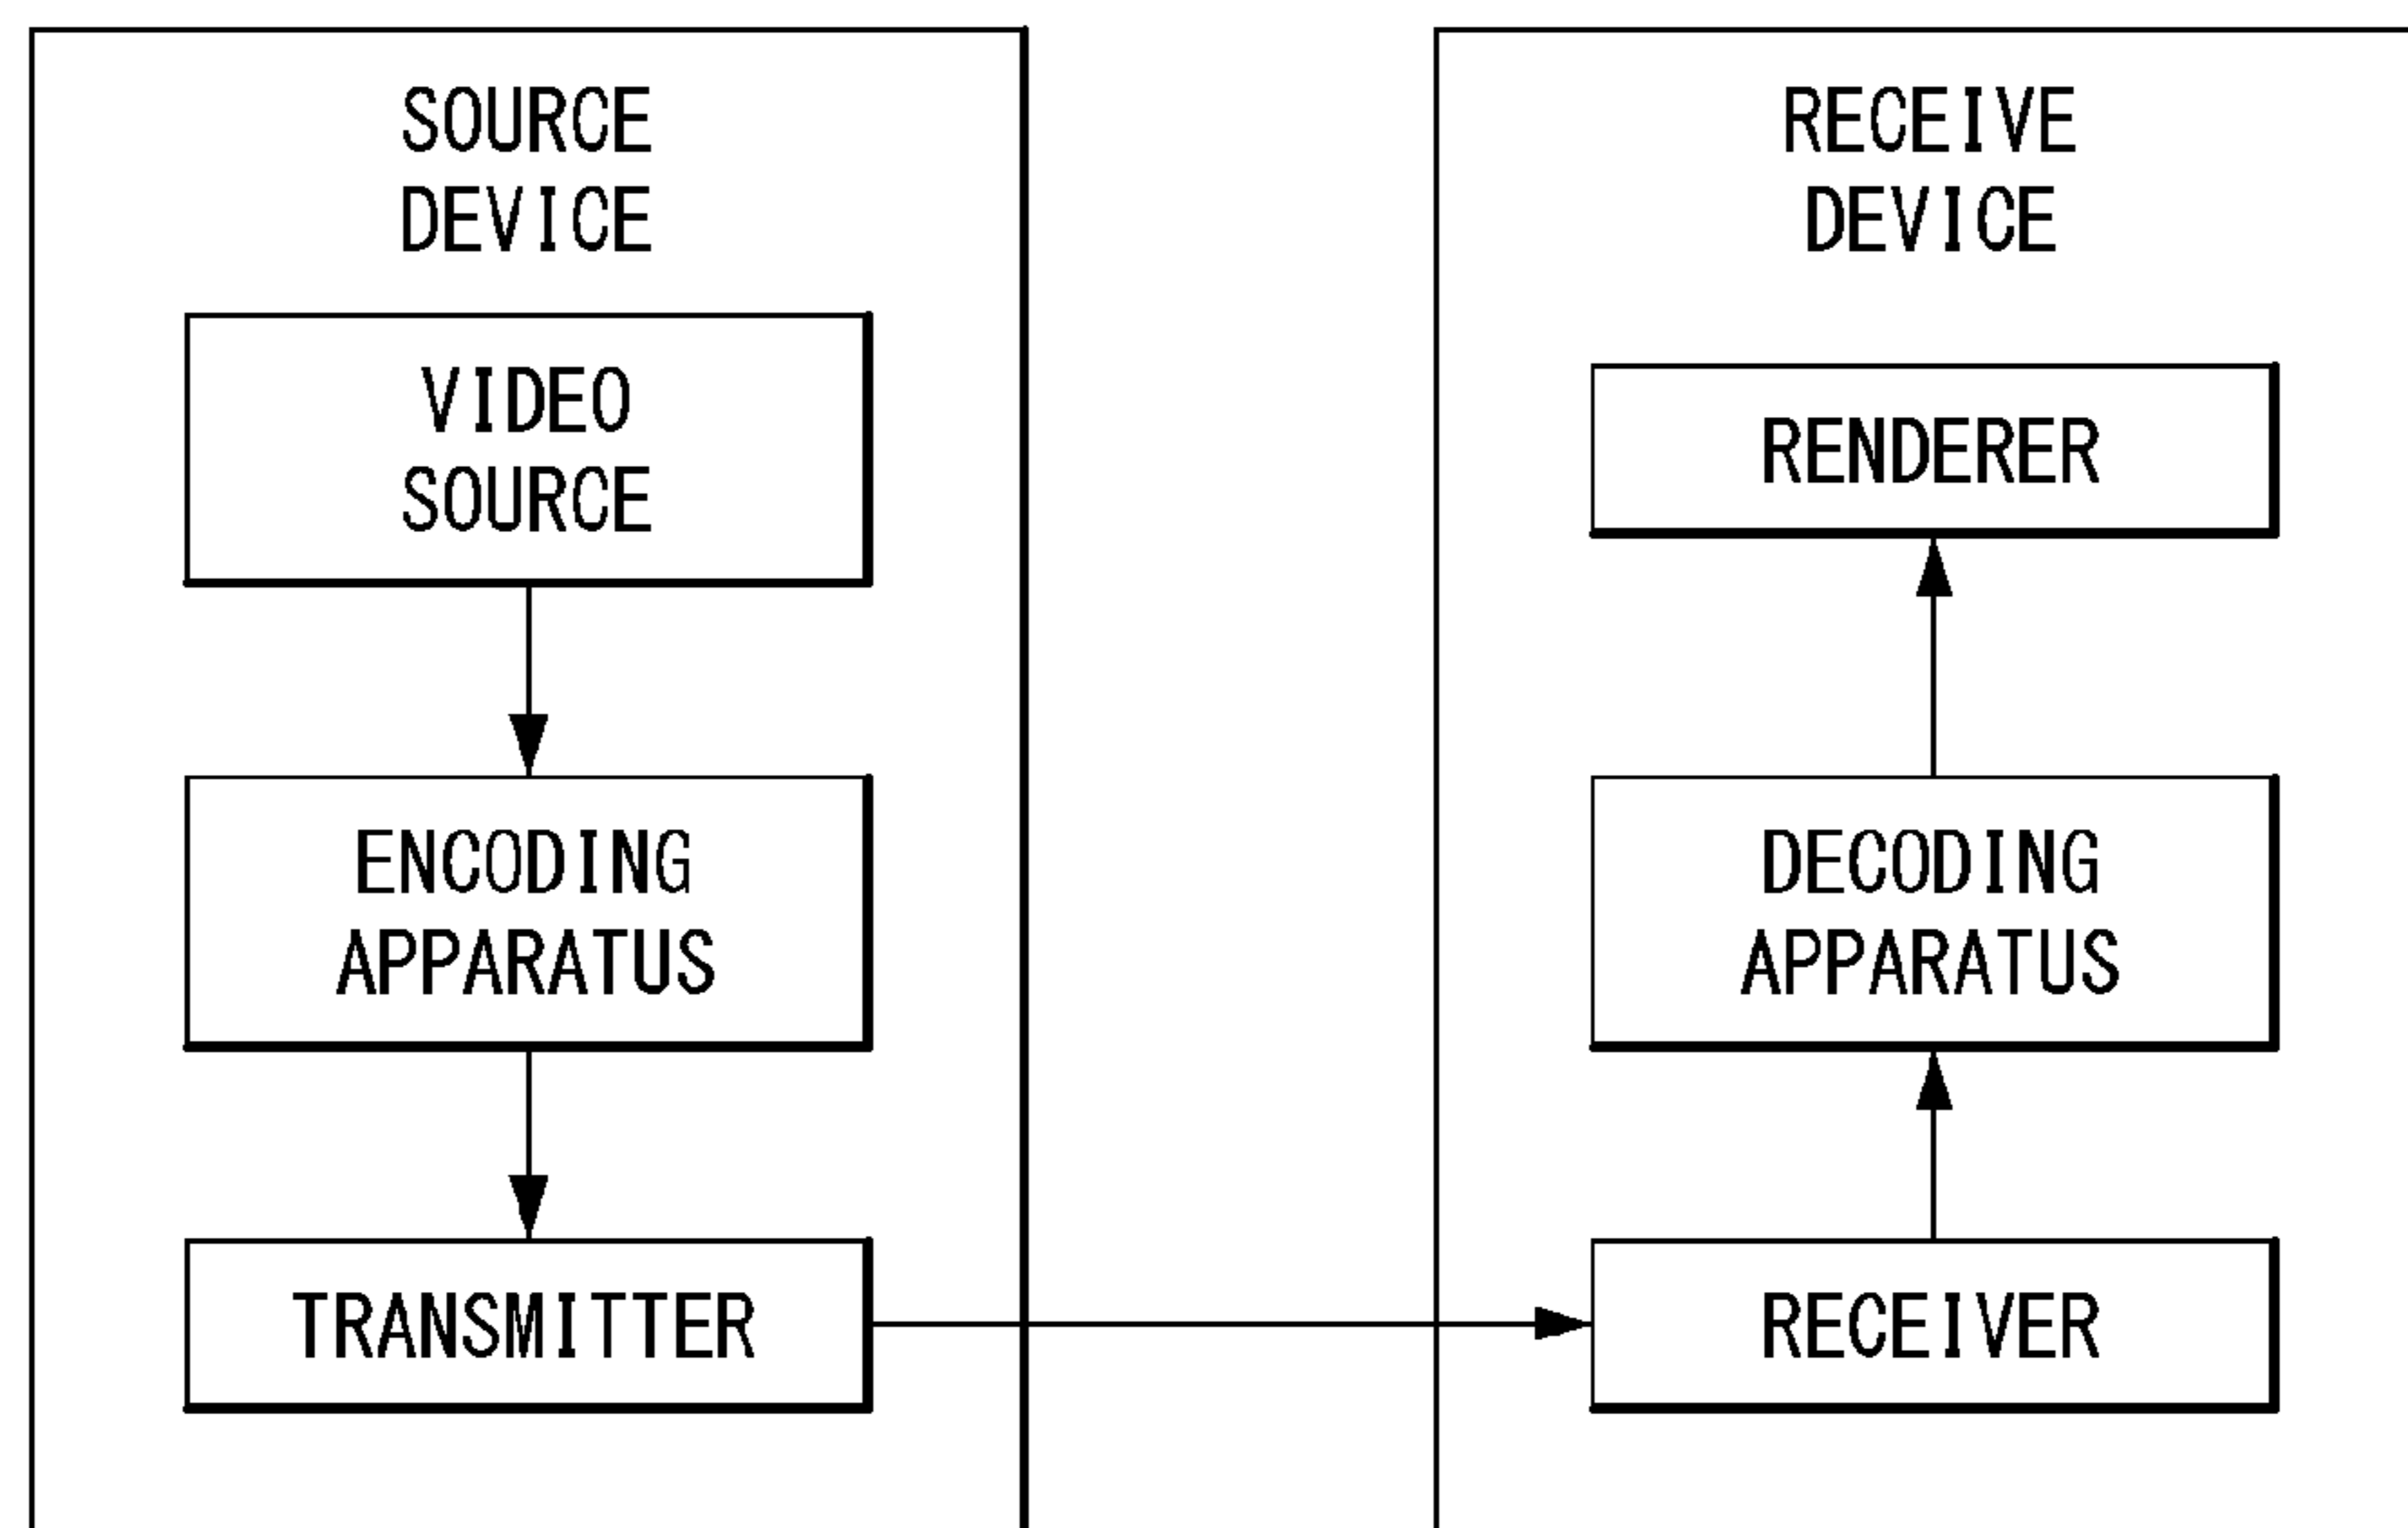 SOURCE
DEVICE
VIDEO
SOURCE
ENCODING
APPARATUS
TRANSMITTER
RECEIVE
DEVICE
RENDERER
DECODING
APPARATUS
RECEIVER